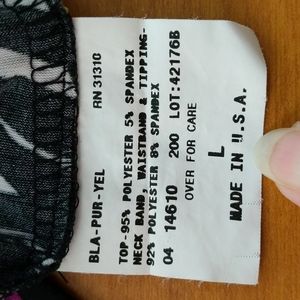 RN 31310
BLA-PUR-YEL
TOP-95% POLYESTER 5% SPANDEX
NECK BAND, WAISTBAND & TIPPING-
92% POLYESTER 8% SPANDEX
04 14610 200 LOT:42176B
OVER FOR CARE
L
MADE IN U.S.A.